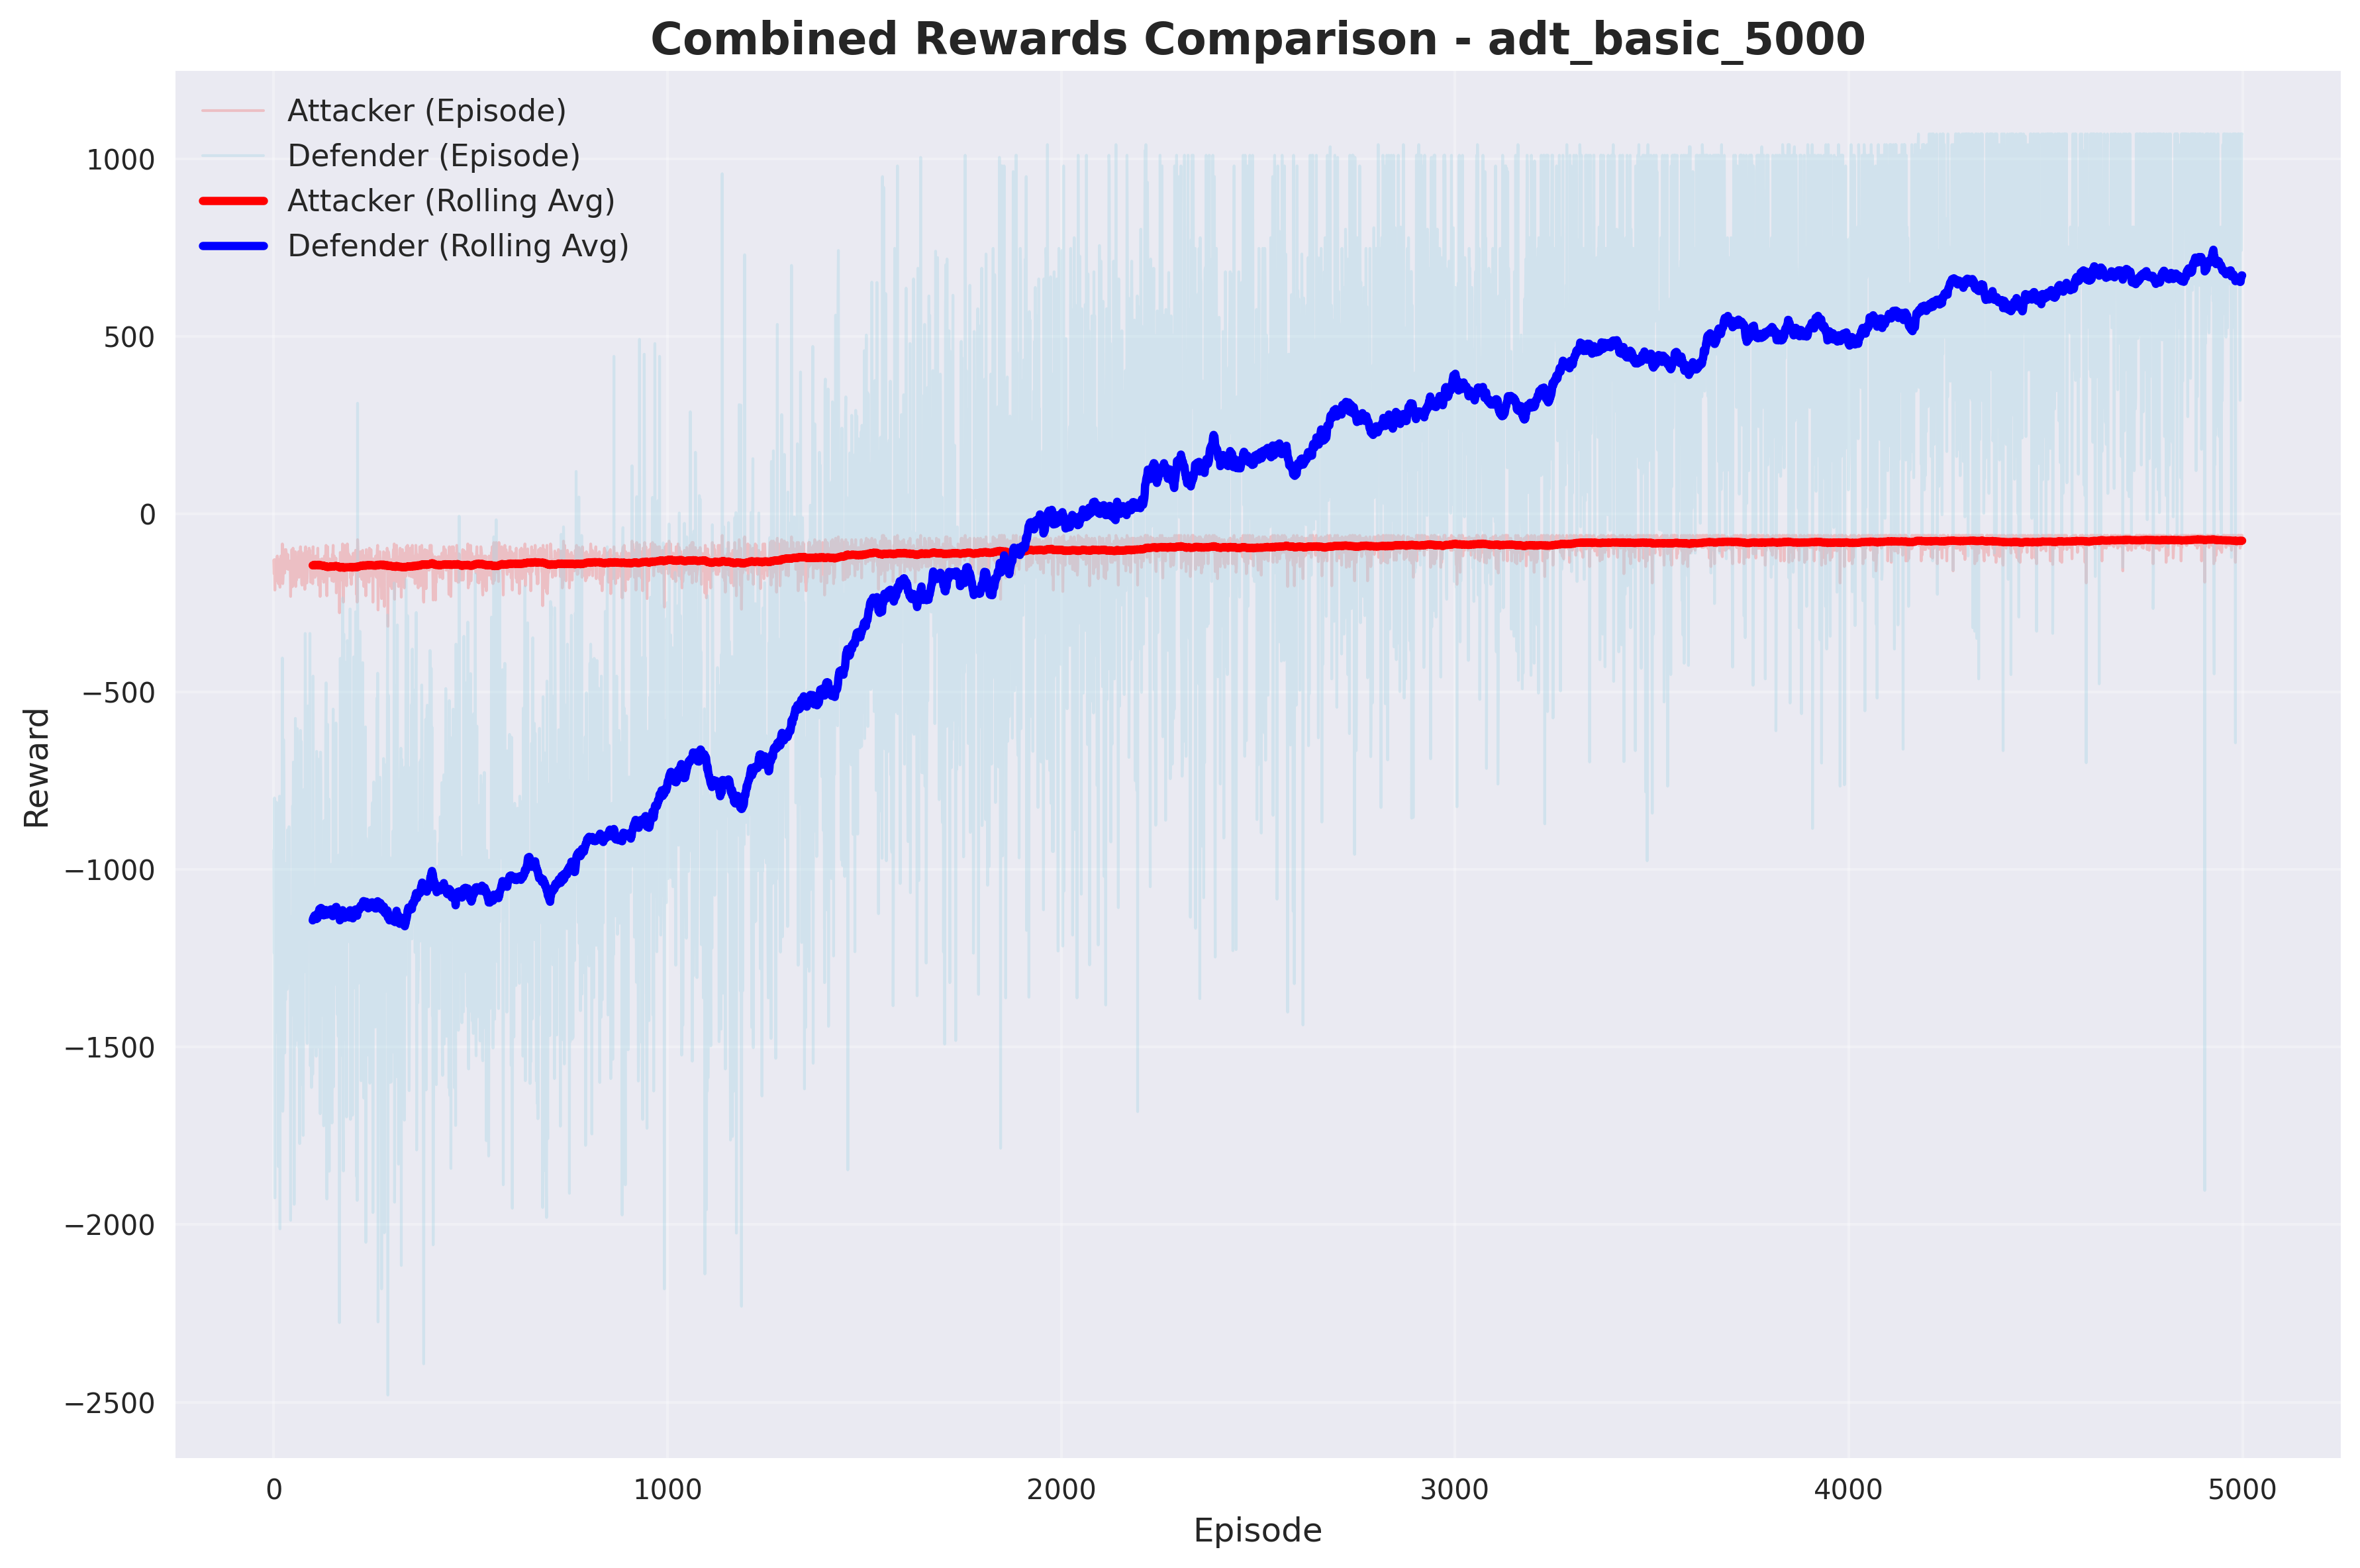 Combined Rewards Comparison - adt_basic_5000
Attacker (Episode)
Defender (Episode)
Attacker (Rolling Avg)
Defender (Rolling Avg)
1000
500
0
−500
−1000
−1500
−2000
−2500
Reward
0 1000 2000 3000 4000 5000
Episode